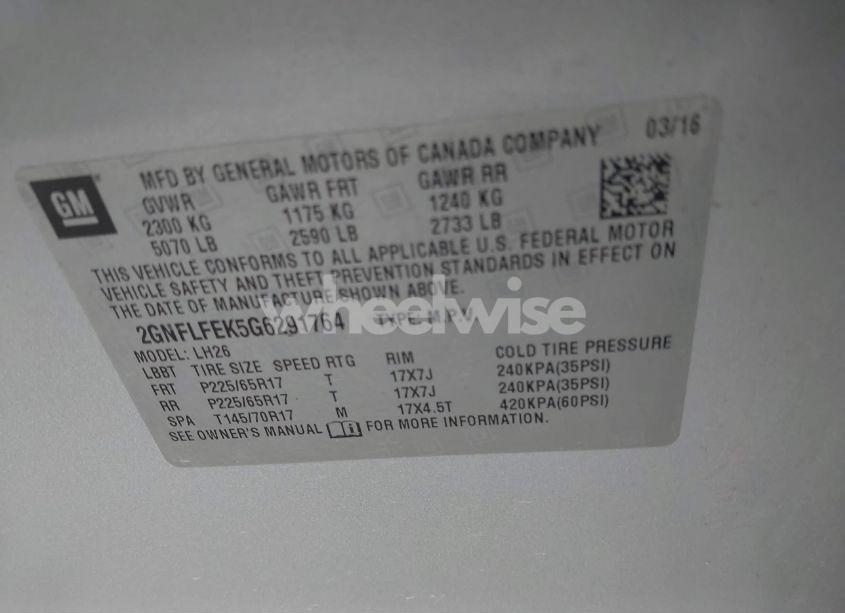 MFD BY GENERAL MOTORS OF CANADA COMPANY 03/16
GM
GVWR GAWR FRT GAWR RR
2300 KG 1175 KG 1240 KG
5070 LB 2590 LB 2733 LB
THIS VEHICLE CONFORMS TO ALL APPLICABLE U.S. FEDERAL MOTOR
VEHICLE SAFETY AND THEFT PREVENTION STANDARDS IN EFFECT ON
THE DATE OF MANUFACTURE SHOWN ABOVE.
2GNFLFEK5G6291764 TYPE: M.P.V.
wheelwise
MODEL: LH26
LBBT TIRE SIZE SPEED RTG RIM COLD TIRE PRESSURE
FRT P225/65R17 T 17X7J 240KPA(35PSI)
RR P225/65R17 T 17X7J 240KPA(35PSI)
SPA T145/70R17 M 17X4.5T 420KPA(60PSI)
SEE OWNER'S MANUAL FOR MORE INFORMATION.